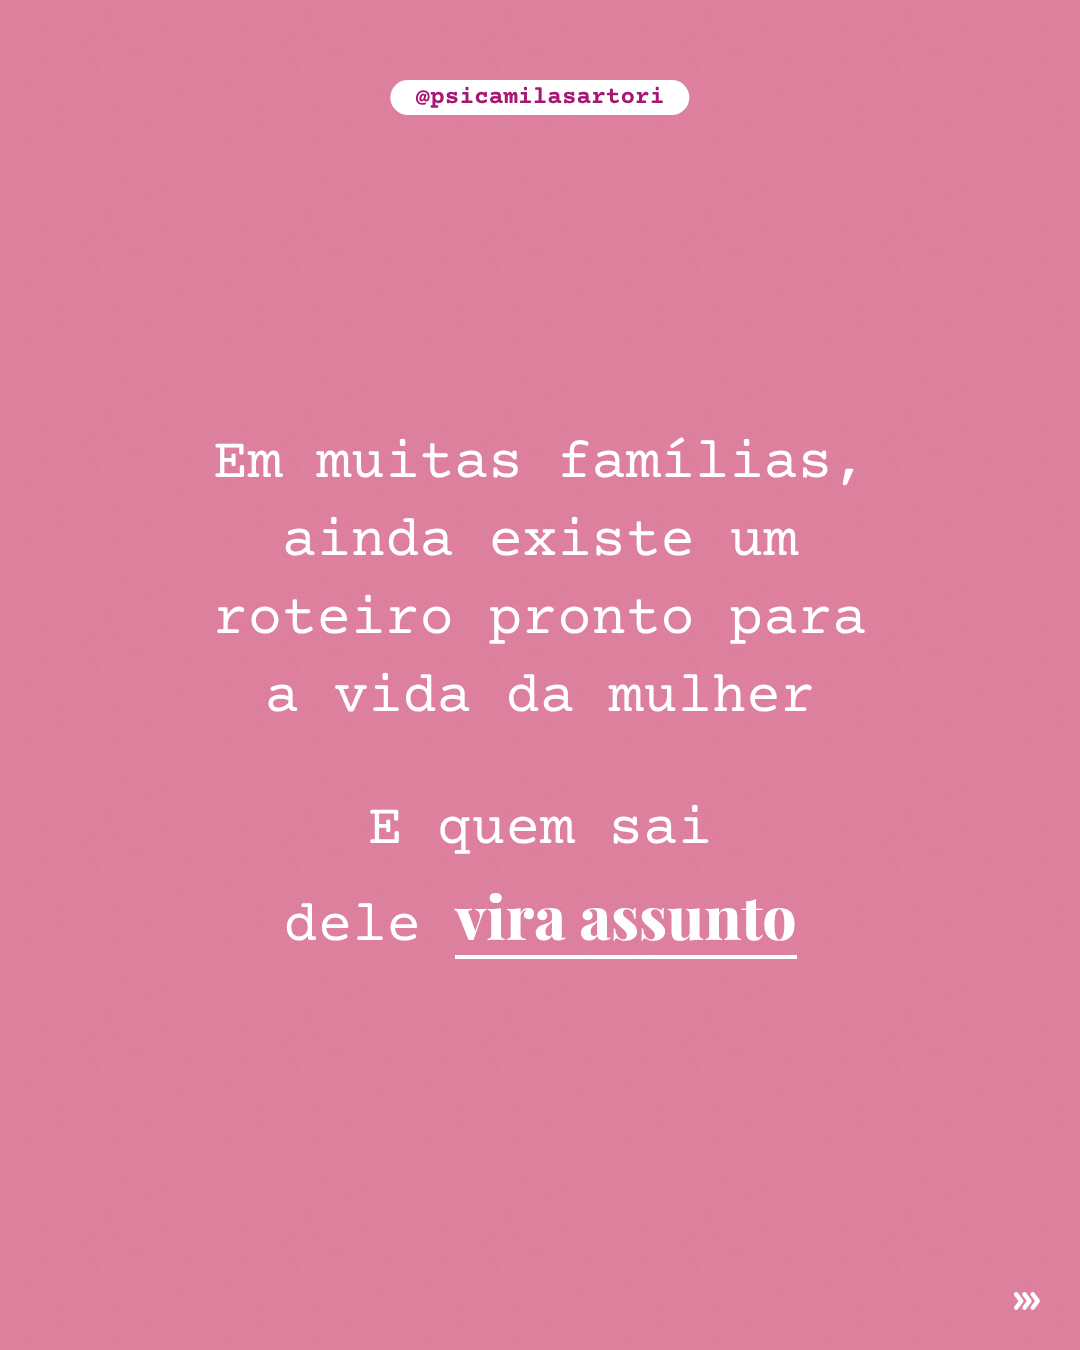 @psicamilasartori
Em muitas famílias,
ainda existe um
roteiro pronto para
a vida da mulher
E quem sai
dele vira assunto